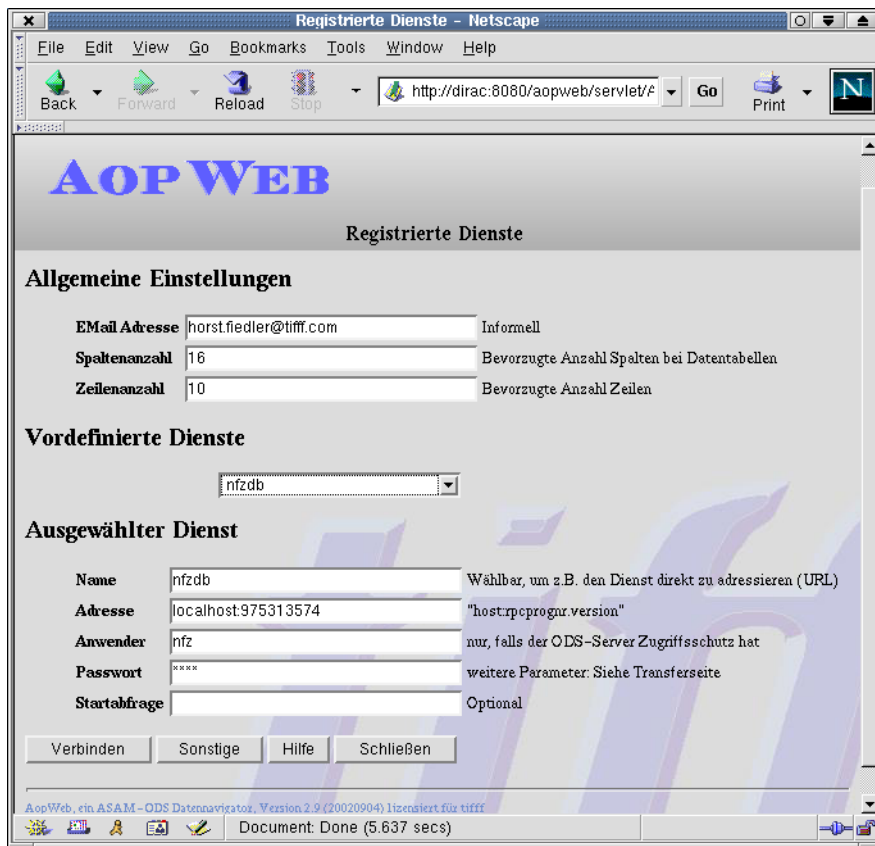 Registrierte Dienste - Netscape
File Edit View Go Bookmarks Tools Window Help
Back Forward Reload Stop http://dirac:8080/aopweb/servlet/A Go Print N
AOP WEB
Registrierte Dienste
Allgemeine Einstellungen
EMail Adresse horst.fiedler@tifff.com Informell
Spaltenanzahl 16 Bevorzugte Anzahl Spalten bei Datentabellen
Zeilenanzahl 10 Bevorzugte Anzahl Zeilen
Vordefinierte Dienste
nfzdb
Ausgewählter Dienst
Name nfzdb Wählbar, um z.B. den Dienst direkt zu adressieren (URL)
Adresse localhost:975313574 "host:rpcprognr.version"
Anwender nfz nur, falls der ODS-Server Zugriffsschutz hat
Passwort **** weitere Parameter: Siehe Transferseite
Startabfrage Optional
Verbinden Sonstige Hilfe Schließen
AopWeb, ein ASAM-ODS Datennavigator, Version 2.9 (20020904) lizensiert für tifff
Document: Done (5.637 secs)